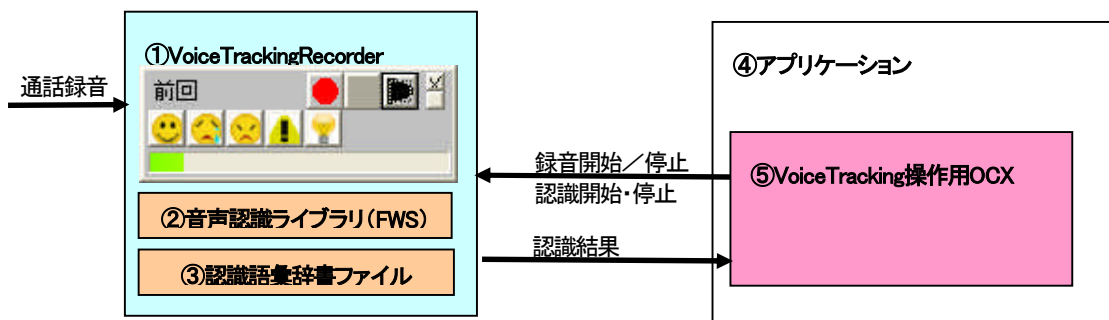 ①VoiceTrackingRecorder
通話録音
前回
②音声認識ライブラリ(FWS)
③認識語彙辞書ファイル
録音開始／停止
認識開始・停止
認識結果
④アプリケーション
⑤VoiceTracking操作用OCX